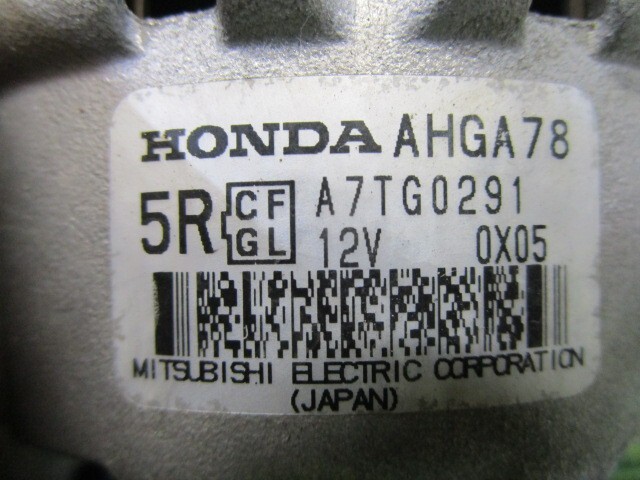 HONDA AHGA78
5R CF GL A7TG0291
12V 0X05
MITSUBISHI ELECTRIC CORPORATION
(JAPAN)